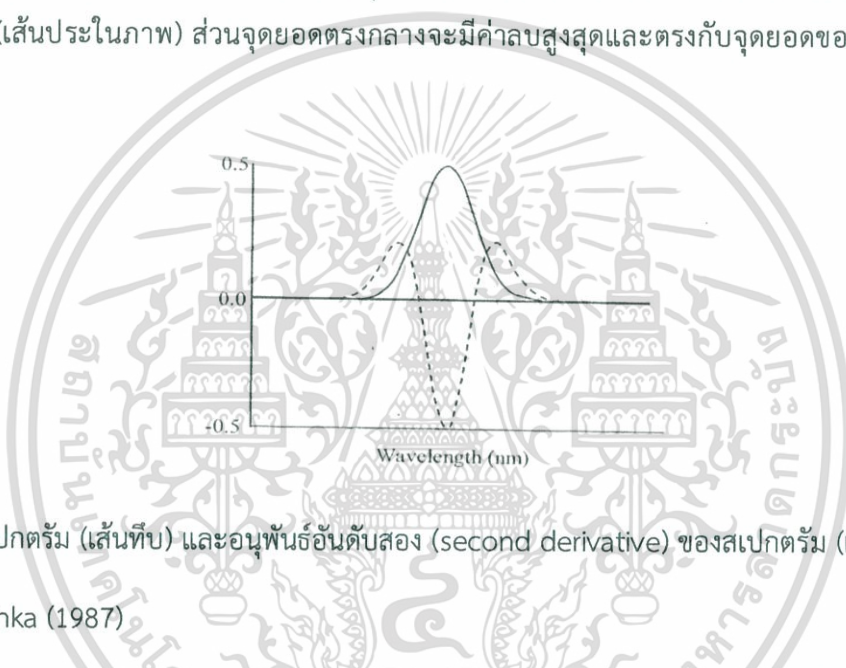 (เส้นประในภาพ) ส่วนจุดยอดตรงกลางจะมีค่าลบสูงสุดและตรงกับจุดยอดขอ
0.5
0.0
-0.5
Wavelength (nm)
ปกตรัม (เส้นทึบ) และอนุพันธ์อันดับสอง (second derivative) ของสเปกตรัม (
nka (1987)